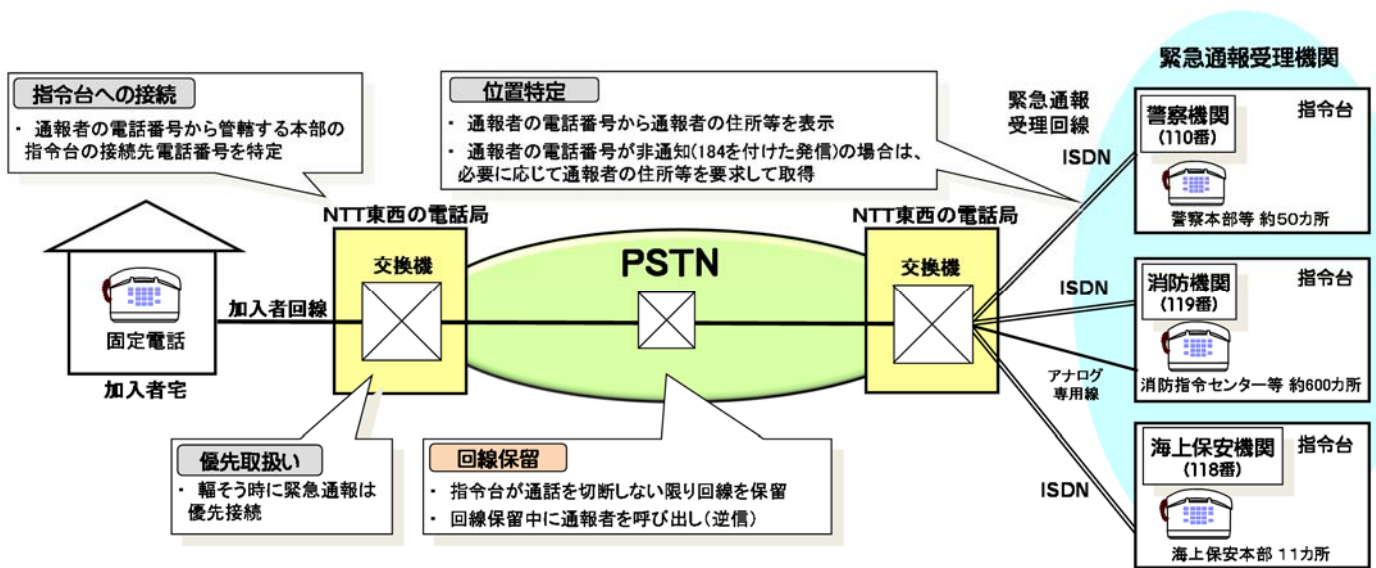 緊急通報受理機関
指令台への接続
・ 通報者の電話番号から管轄する本部の
指令台の接続先電話番号を特定
位置特定
・ 通報者の電話番号から通報者の住所等を表示
・ 通報者の電話番号が非通知(184を付けた発信)の場合は、
必要に応じて通報者の住所等を要求して取得
緊急通報
受理回線
ISDN
警察機関
(110番)
指令台
警察本部等 約50カ所
NTT東西の電話局
交換機
PSTN
NTT東西の電話局
交換機
加入者回線
固定電話
加入者宅
ISDN
消防機関
(119番)
指令台
消防指令センター等 約600カ所
アナログ
専用線
優先取扱い
・ 輻そう時に緊急通報は
優先接続
回線保留
・ 指令台が通話を切断しない限り回線を保留
・ 回線保留中に通報者を呼び出し(逆信)
ISDN
海上保安機関
(118番)
指令台
海上保安本部 11カ所